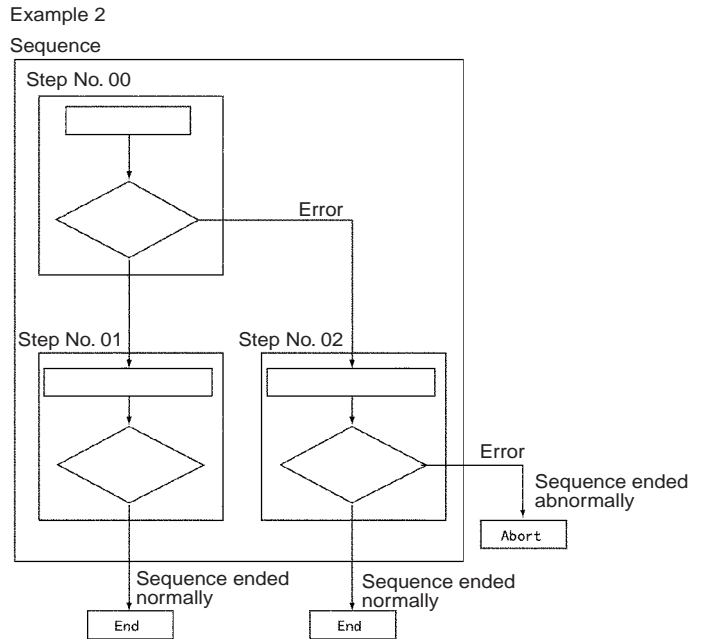 Example 2
Sequence
Step No. 00
Error
Step No. 01
Step No. 02
Error
Sequence ended
abnormally
Abort
Sequence ended
normally
Sequence ended
normally
End
End